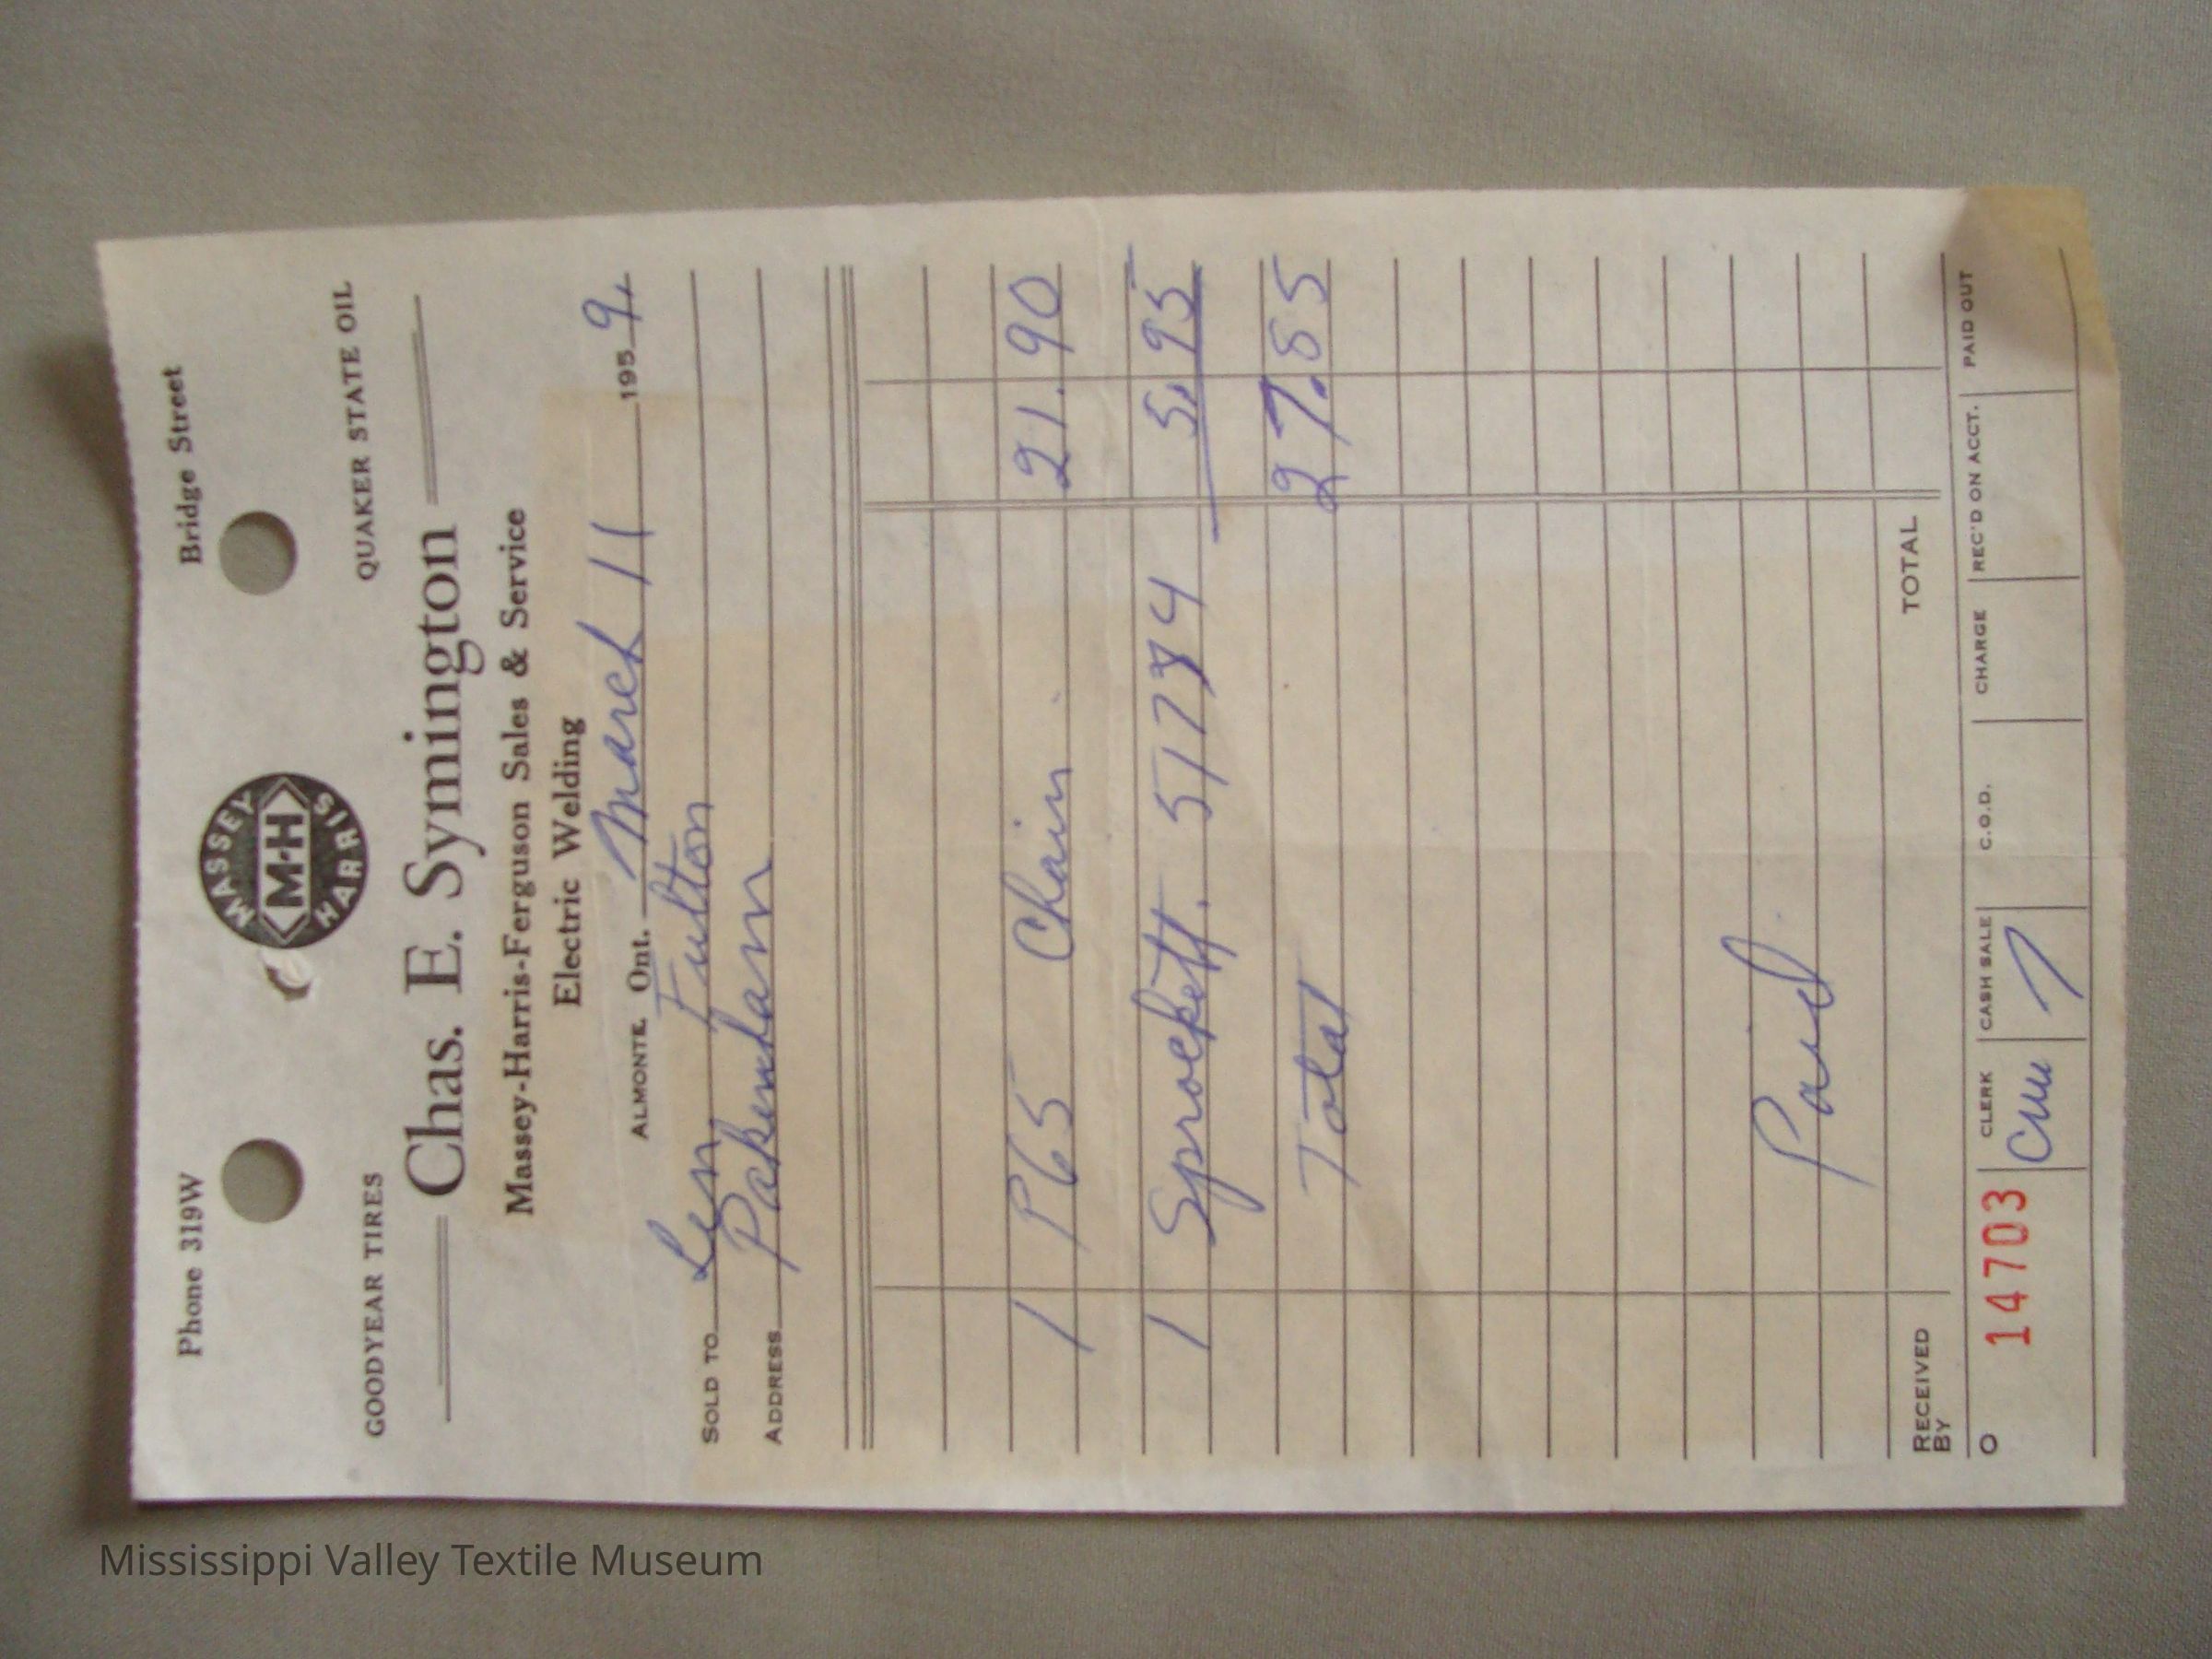 Phone 319W Bridge Street
MASSEY
M-H
HARRIS
GOODYEAR TIRES QUAKER STATE OIL
Chas. E. Symington
Massey-Harris-Ferguson Sales & Service
Electric Welding
ALMONTE, Ont. March 11 1959
SOLD TO Len Fulton
ADDRESS Pakenham
1 P65 Chain 21.90
1 Sprockett. 5.95
Total 27.85
Paid
TOTAL
RECEIVED BY
CLERK CASH SALE C.O.D. CHARGE REC'D ON ACCT. PAID OUT
O 14703
Mississippi Valley Textile Museum